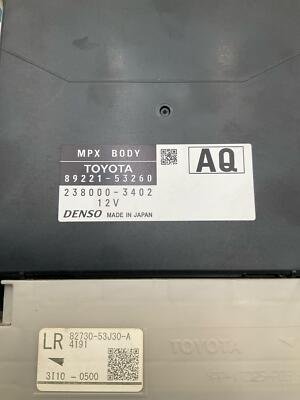 MPX BODY
TOYOTA
89221-53260
238000-3402
12V
DENSO MADE IN JAPAN
AQ
LR 82730-53J30-A
4191
3I10 -0500
TOYOTA